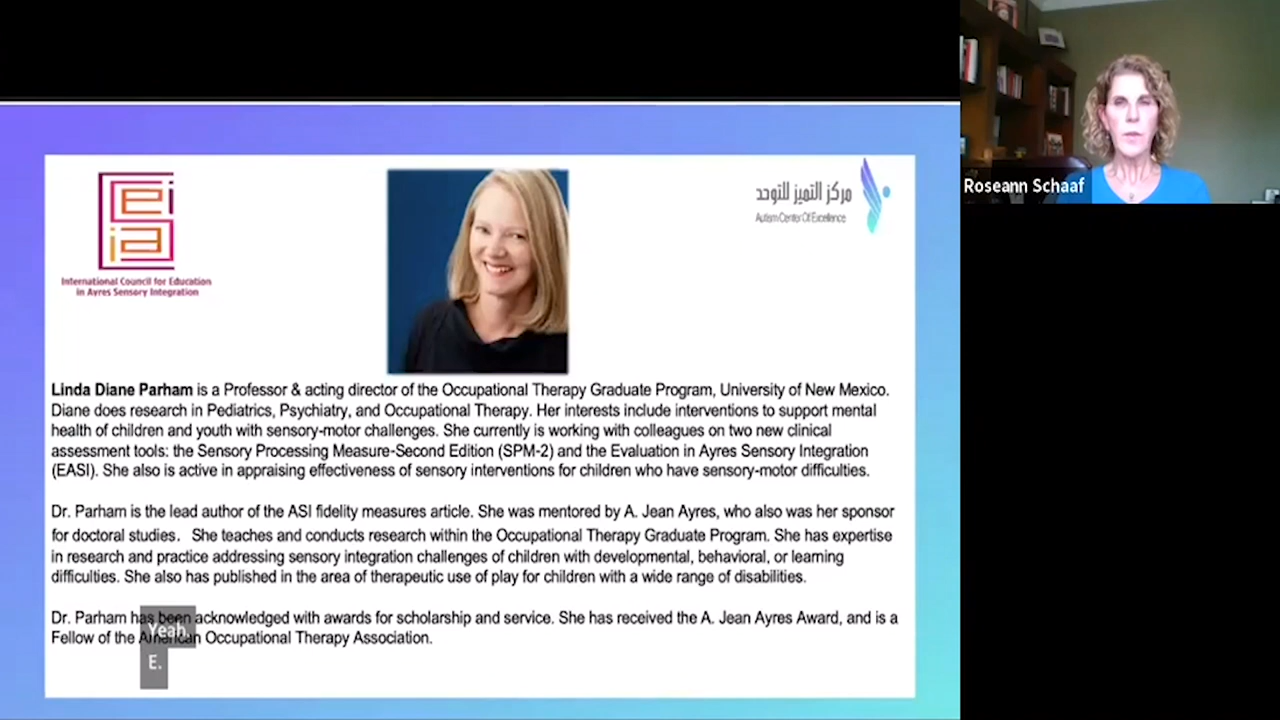 Roseann Schaaf
International Council for Education
in Ayres Sensory Integration
مركز التميز للتوحد
Autism Center Of Excellence
Linda Diane Parham is a Professor & acting director of the Occupational Therapy Graduate Program, University of New Mexico.
Diane does research in Pediatrics, Psychiatry, and Occupational Therapy. Her interests include interventions to support mental
health of children and youth with sensory-motor challenges. She currently is working with colleagues on two new clinical
assessment tools: the Sensory Processing Measure-Second Edition (SPM-2) and the Evaluation in Ayres Sensory Integration
(EASI). She also is active in appraising effectiveness of sensory interventions for children who have sensory-motor difficulties.
Dr. Parham is the lead author of the ASI fidelity measures article. She was mentored by A. Jean Ayres, who also was her sponsor
for doctoral studies. She teaches and conducts research within the Occupational Therapy Graduate Program. She has expertise
in research and practice addressing sensory integration challenges of children with developmental, behavioral, or learning
difficulties. She also has published in the area of therapeutic use of play for children with a wide range of disabilities.
Dr. Parham has been acknowledged with awards for scholarship and service. She has received the A. Jean Ayres Award, and is a
Yeah.
Fellow of the American Occupational Therapy Association.
E.